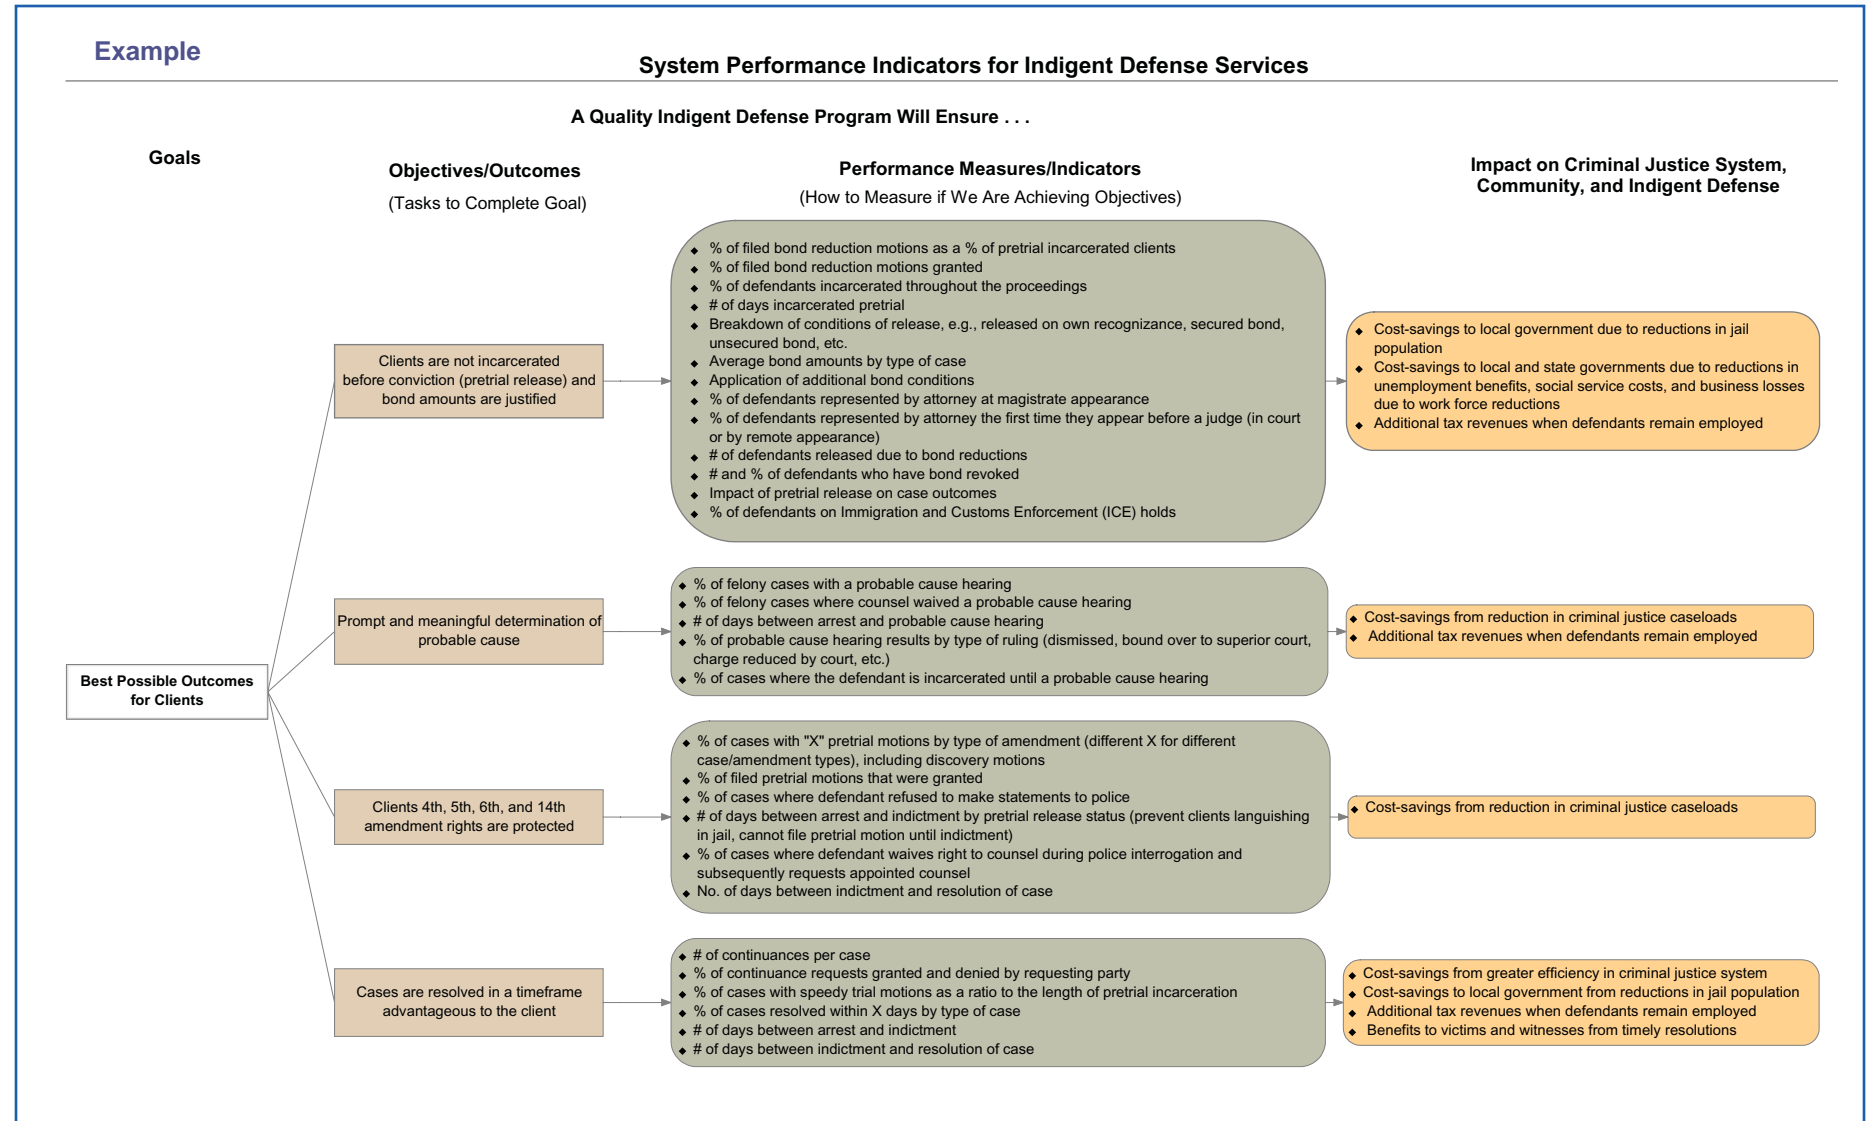 Example
System Performance Indicators for Indigent Defense Services
A Quality Indigent Defense Program Will Ensure . . .
Goals
Objectives/Outcomes
(Tasks to Complete Goal)
Performance Measures/Indicators
(How to Measure if We Are Achieving Objectives)
Impact on Criminal Justice System,
Community, and Indigent Defense
Best Possible Outcomes
for Clients
Clients are not incarcerated
before conviction (pretrial release) and
bond amounts are justified
◆ % of filed bond reduction motions as a % of pretrial incarcerated clients
◆ % of filed bond reduction motions granted
◆ % of defendants incarcerated throughout the proceedings
◆ # of days incarcerated pretrial
◆ Breakdown of conditions of release, e.g., released on own recognizance, secured bond,
unsecured bond, etc.
◆ Average bond amounts by type of case
◆ Application of additional bond conditions
◆ % of defendants represented by attorney at magistrate appearance
◆ % of defendants represented by attorney the first time they appear before a judge (in court
or by remote appearance)
◆ # of defendants released due to bond reductions
◆ # and % of defendants who have bond revoked
◆ Impact of pretrial release on case outcomes
◆ % of defendants on Immigration and Customs Enforcement (ICE) holds
◆ Cost-savings to local government due to reductions in jail
population
◆ Cost-savings to local and state governments due to reductions in
unemployment benefits, social service costs, and business losses
due to work force reductions
◆ Additional tax revenues when defendants remain employed
Prompt and meaningful determination of
probable cause
◆ % of felony cases with a probable cause hearing
◆ % of felony cases where counsel waived a probable cause hearing
◆ # of days between arrest and probable cause hearing
◆ % of probable cause hearing results by type of ruling (dismissed, bound over to superior court,
charge reduced by court, etc.)
◆ % of cases where the defendant is incarcerated until a probable cause hearing
◆ Cost-savings from reduction in criminal justice caseloads
◆ Additional tax revenues when defendants remain employed
Clients 4th, 5th, 6th, and 14th
amendment rights are protected
◆ % of cases with "X" pretrial motions by type of amendment (different X for different
case/amendment types), including discovery motions
◆ % of filed pretrial motions that were granted
◆ % of cases where defendant refused to make statements to police
◆ # of days between arrest and indictment by pretrial release status (prevent clients languishing
in jail, cannot file pretrial motion until indictment)
◆ % of cases where defendant waives right to counsel during police interrogation and
subsequently requests appointed counsel
◆ No. of days between indictment and resolution of case
◆ Cost-savings from reduction in criminal justice caseloads
Cases are resolved in a timeframe
advantageous to the client
◆ # of continuances per case
◆ % of continuance requests granted and denied by requesting party
◆ % of cases with speedy trial motions as a ratio to the length of pretrial incarceration
◆ % of cases resolved within X days by type of case
◆ # of days between arrest and indictment
◆ # of days between indictment and resolution of case
◆ Cost-savings from greater efficiency in criminal justice system
◆ Cost-savings to local government from reductions in jail population
◆ Additional tax revenues when defendants remain employed
◆ Benefits to victims and witnesses from timely resolutions